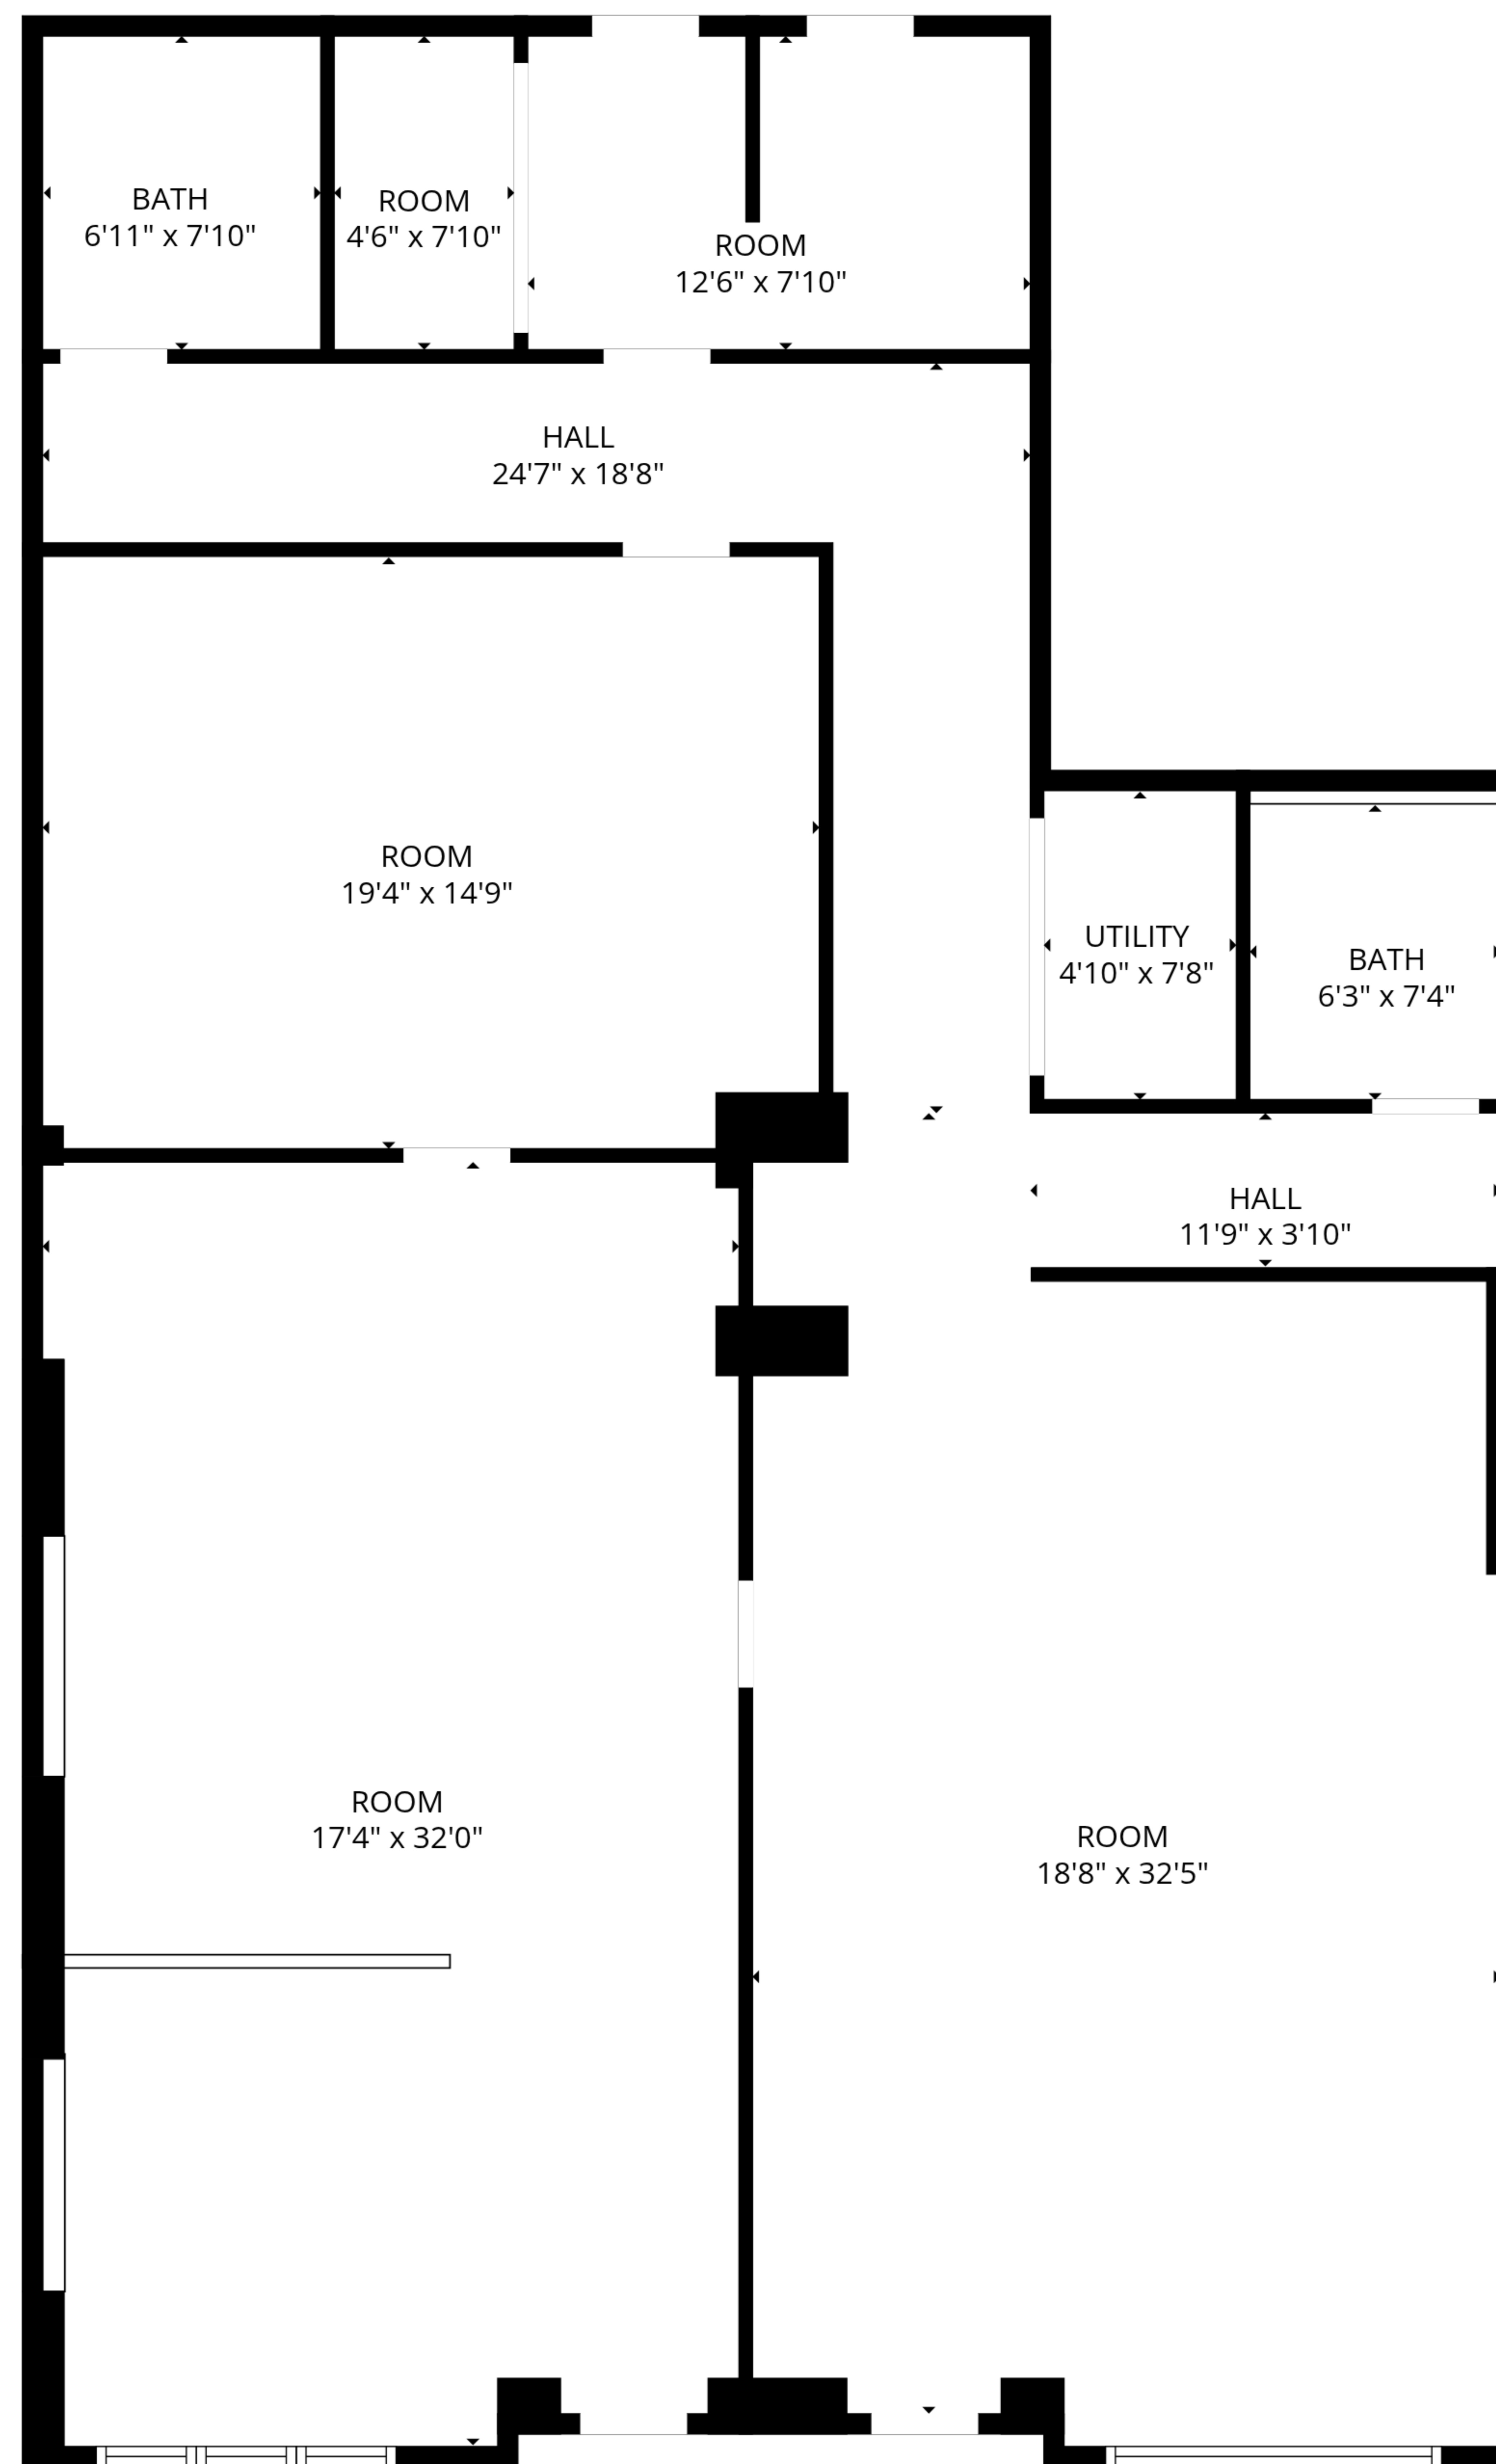 BATH
6'11" x 7'10"
ROOM
4'6" x 7'10"
ROOM
12'6" x 7'10"
HALL
24'7" x 18'8"
ROOM
19'4" x 14'9"
UTILITY
4'10" x 7'8"
BATH
6'3" x 7'4"
HALL
11'9" x 3'10"
ROOM
17'4" x 32'0"
ROOM
18'8" x 32'5"